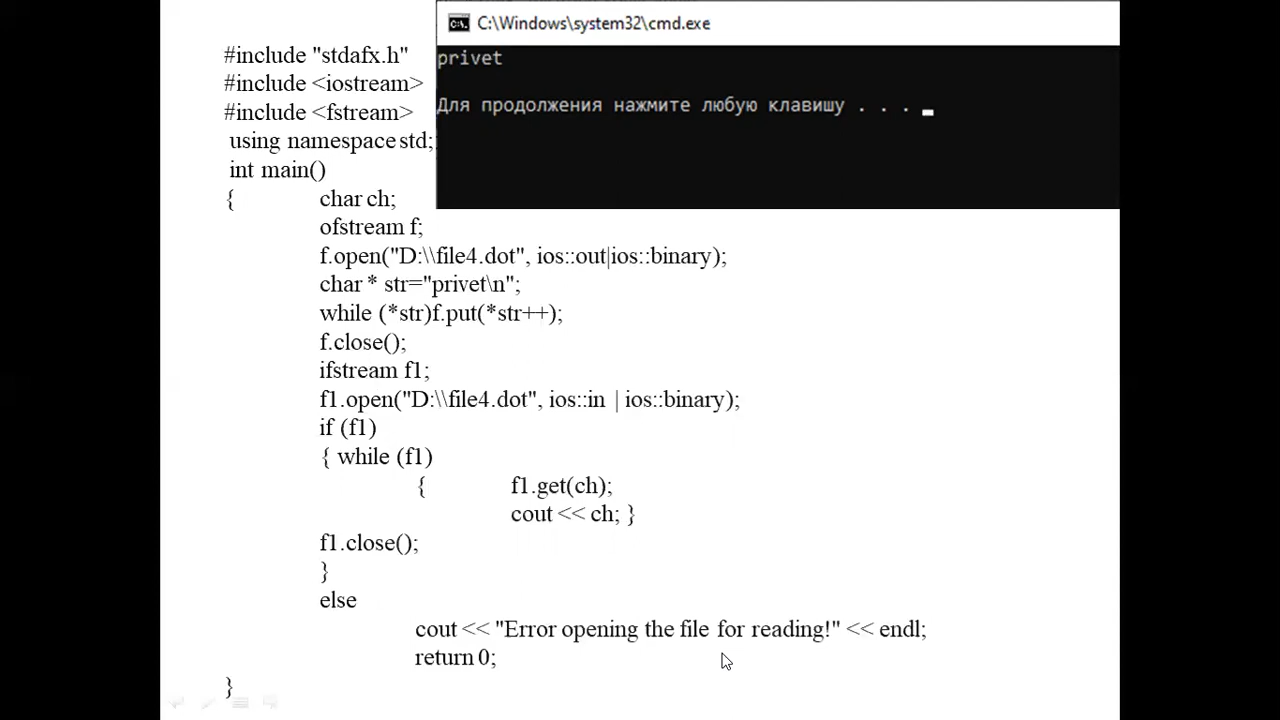 C:\Windows\system32\cmd.exe
privet
Для продолжения нажмите любую клавишу . . .
#include "stdafx.h"
#include <iostream>
#include <fstream>
using namespace std;
int main()
{ char ch;
ofstream f;
f.open("D:\\file4.dot", ios::out|ios::binary);
char * str="privet\n";
while (*str)f.put(*str++);
f.close();
ifstream f1;
f1.open("D:\\file4.dot", ios::in | ios::binary);
if (f1)
{ while (f1)
{ f1.get(ch);
cout << ch; }
f1.close();
}
else
cout << "Error opening the file for reading!" << endl;
return 0;
}